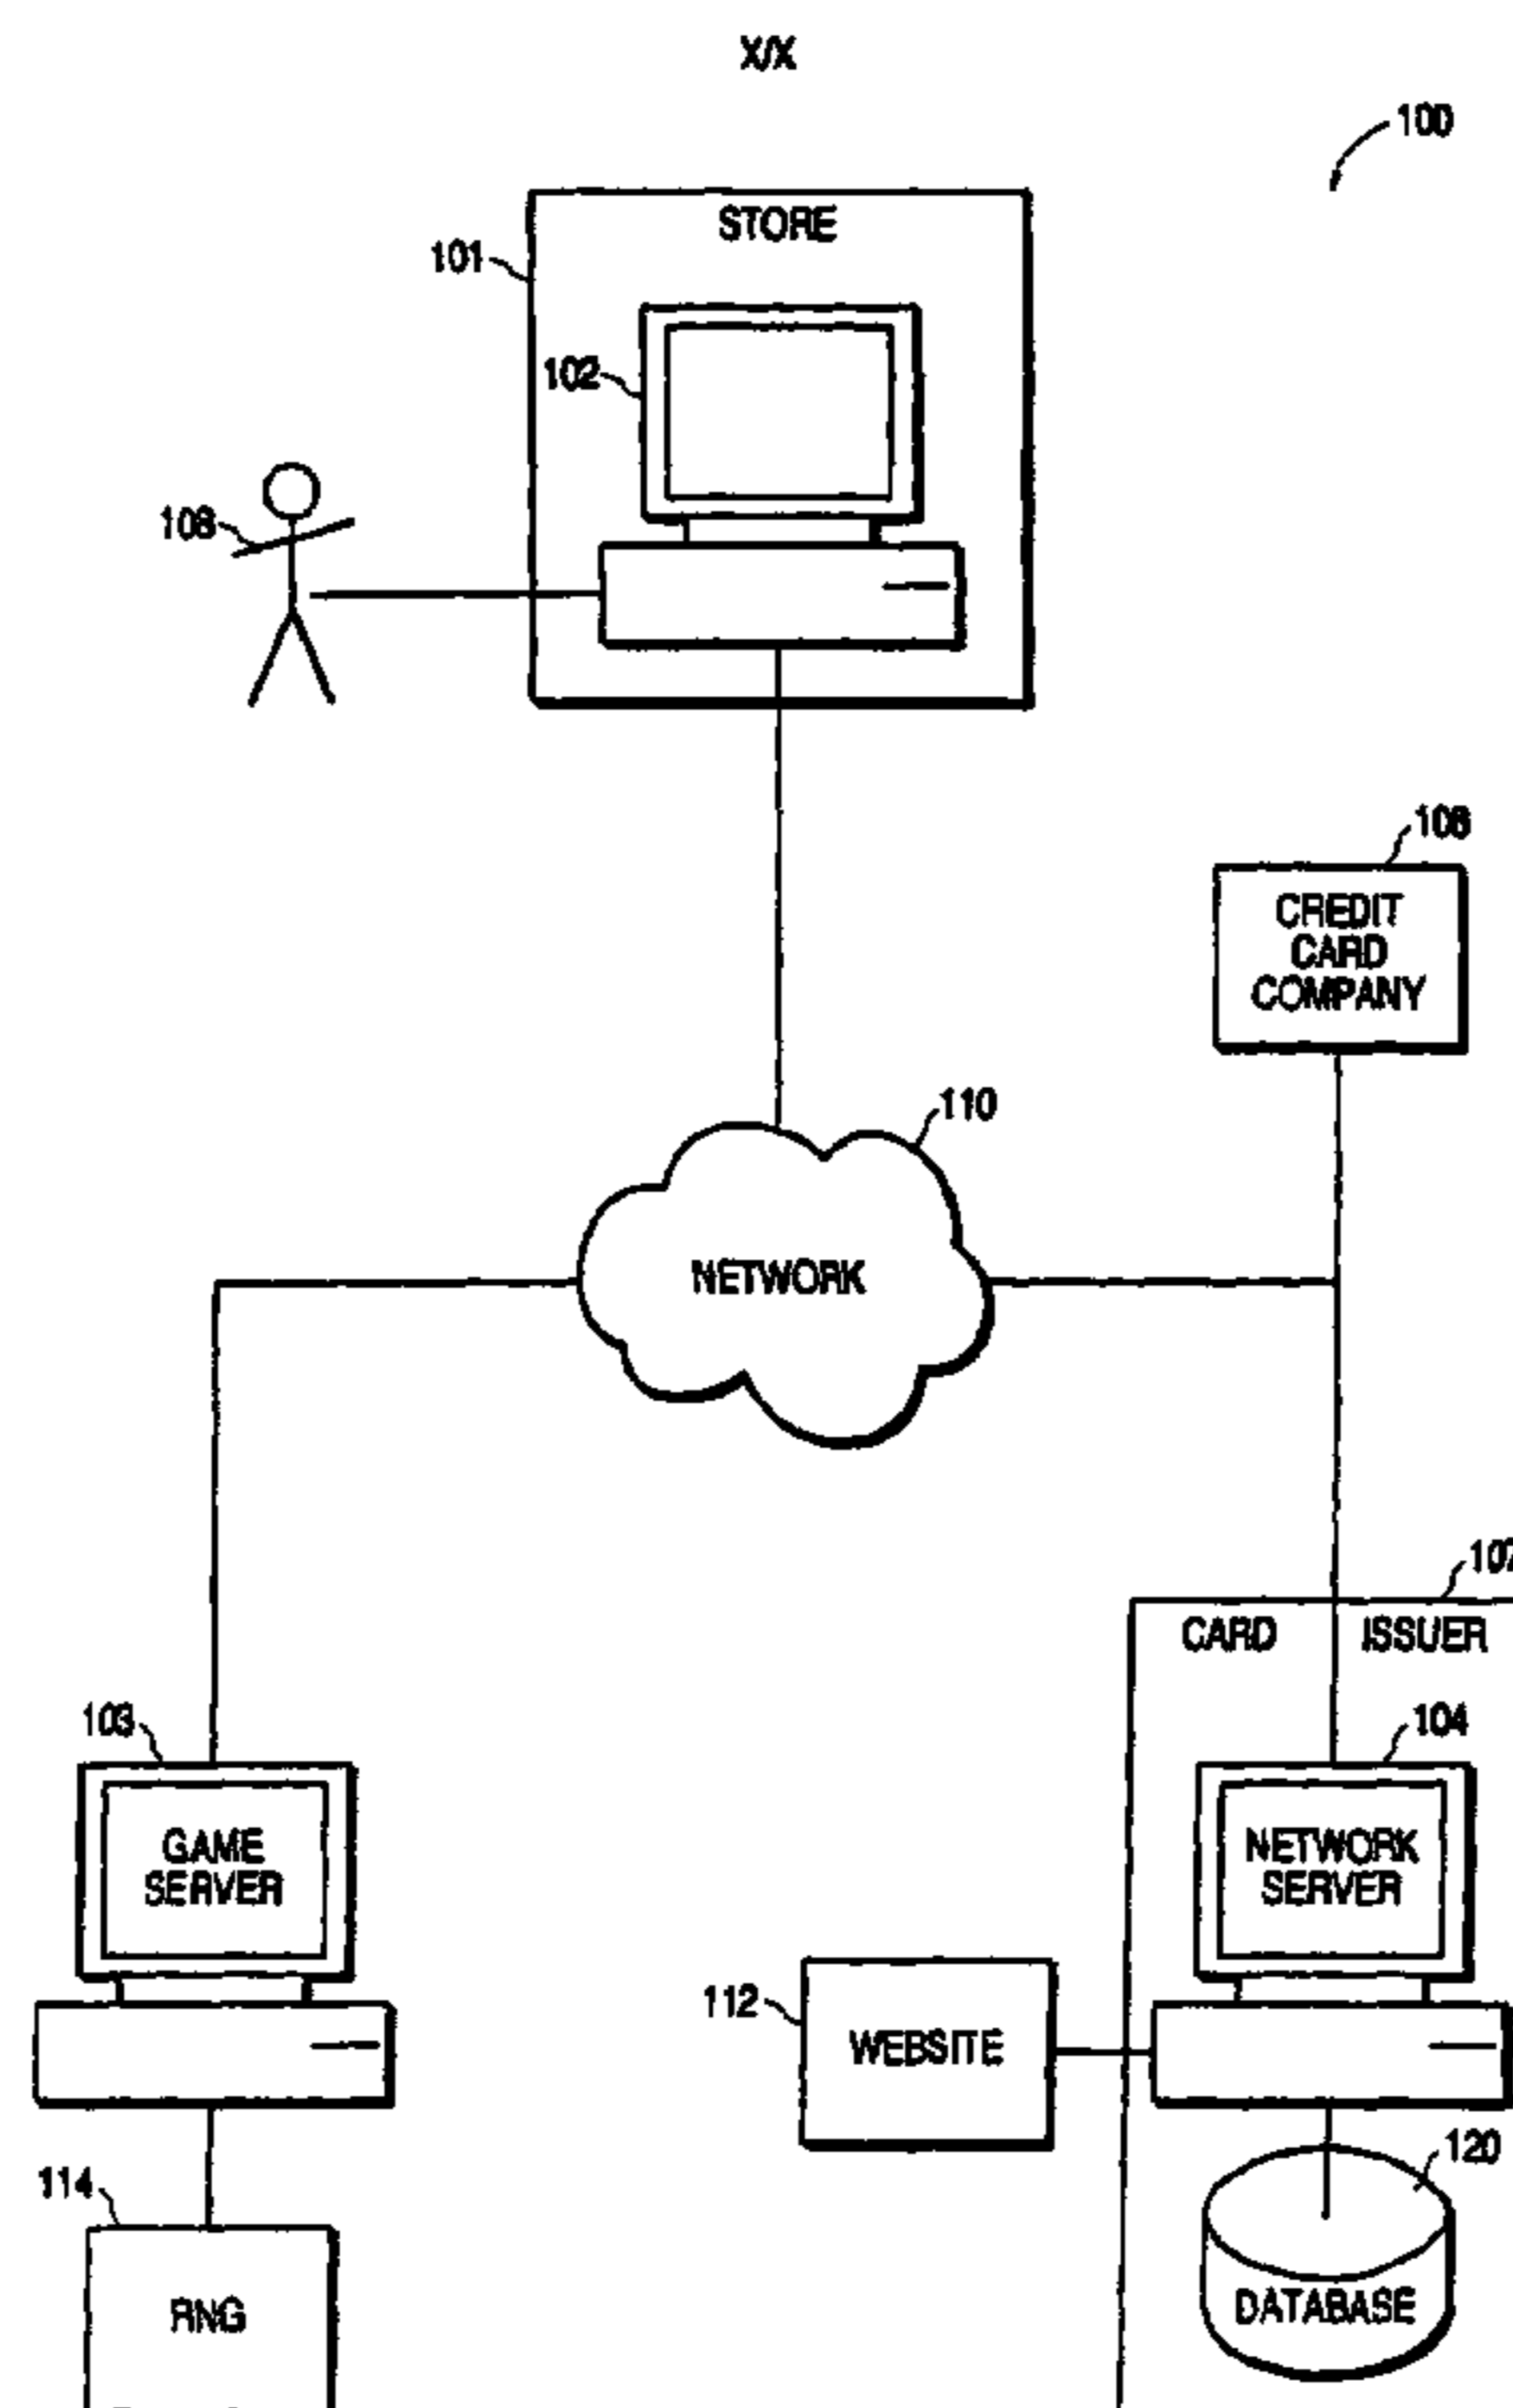 X/X
100
STORE
101
102
108
CREDIT
CARD
COMPANY
110
NETWORK
CARD ISSUER
103
104
GAME
SERVER
NETWORK
SERVER
112
WEBSITE
120
114
RNG
DATABASE